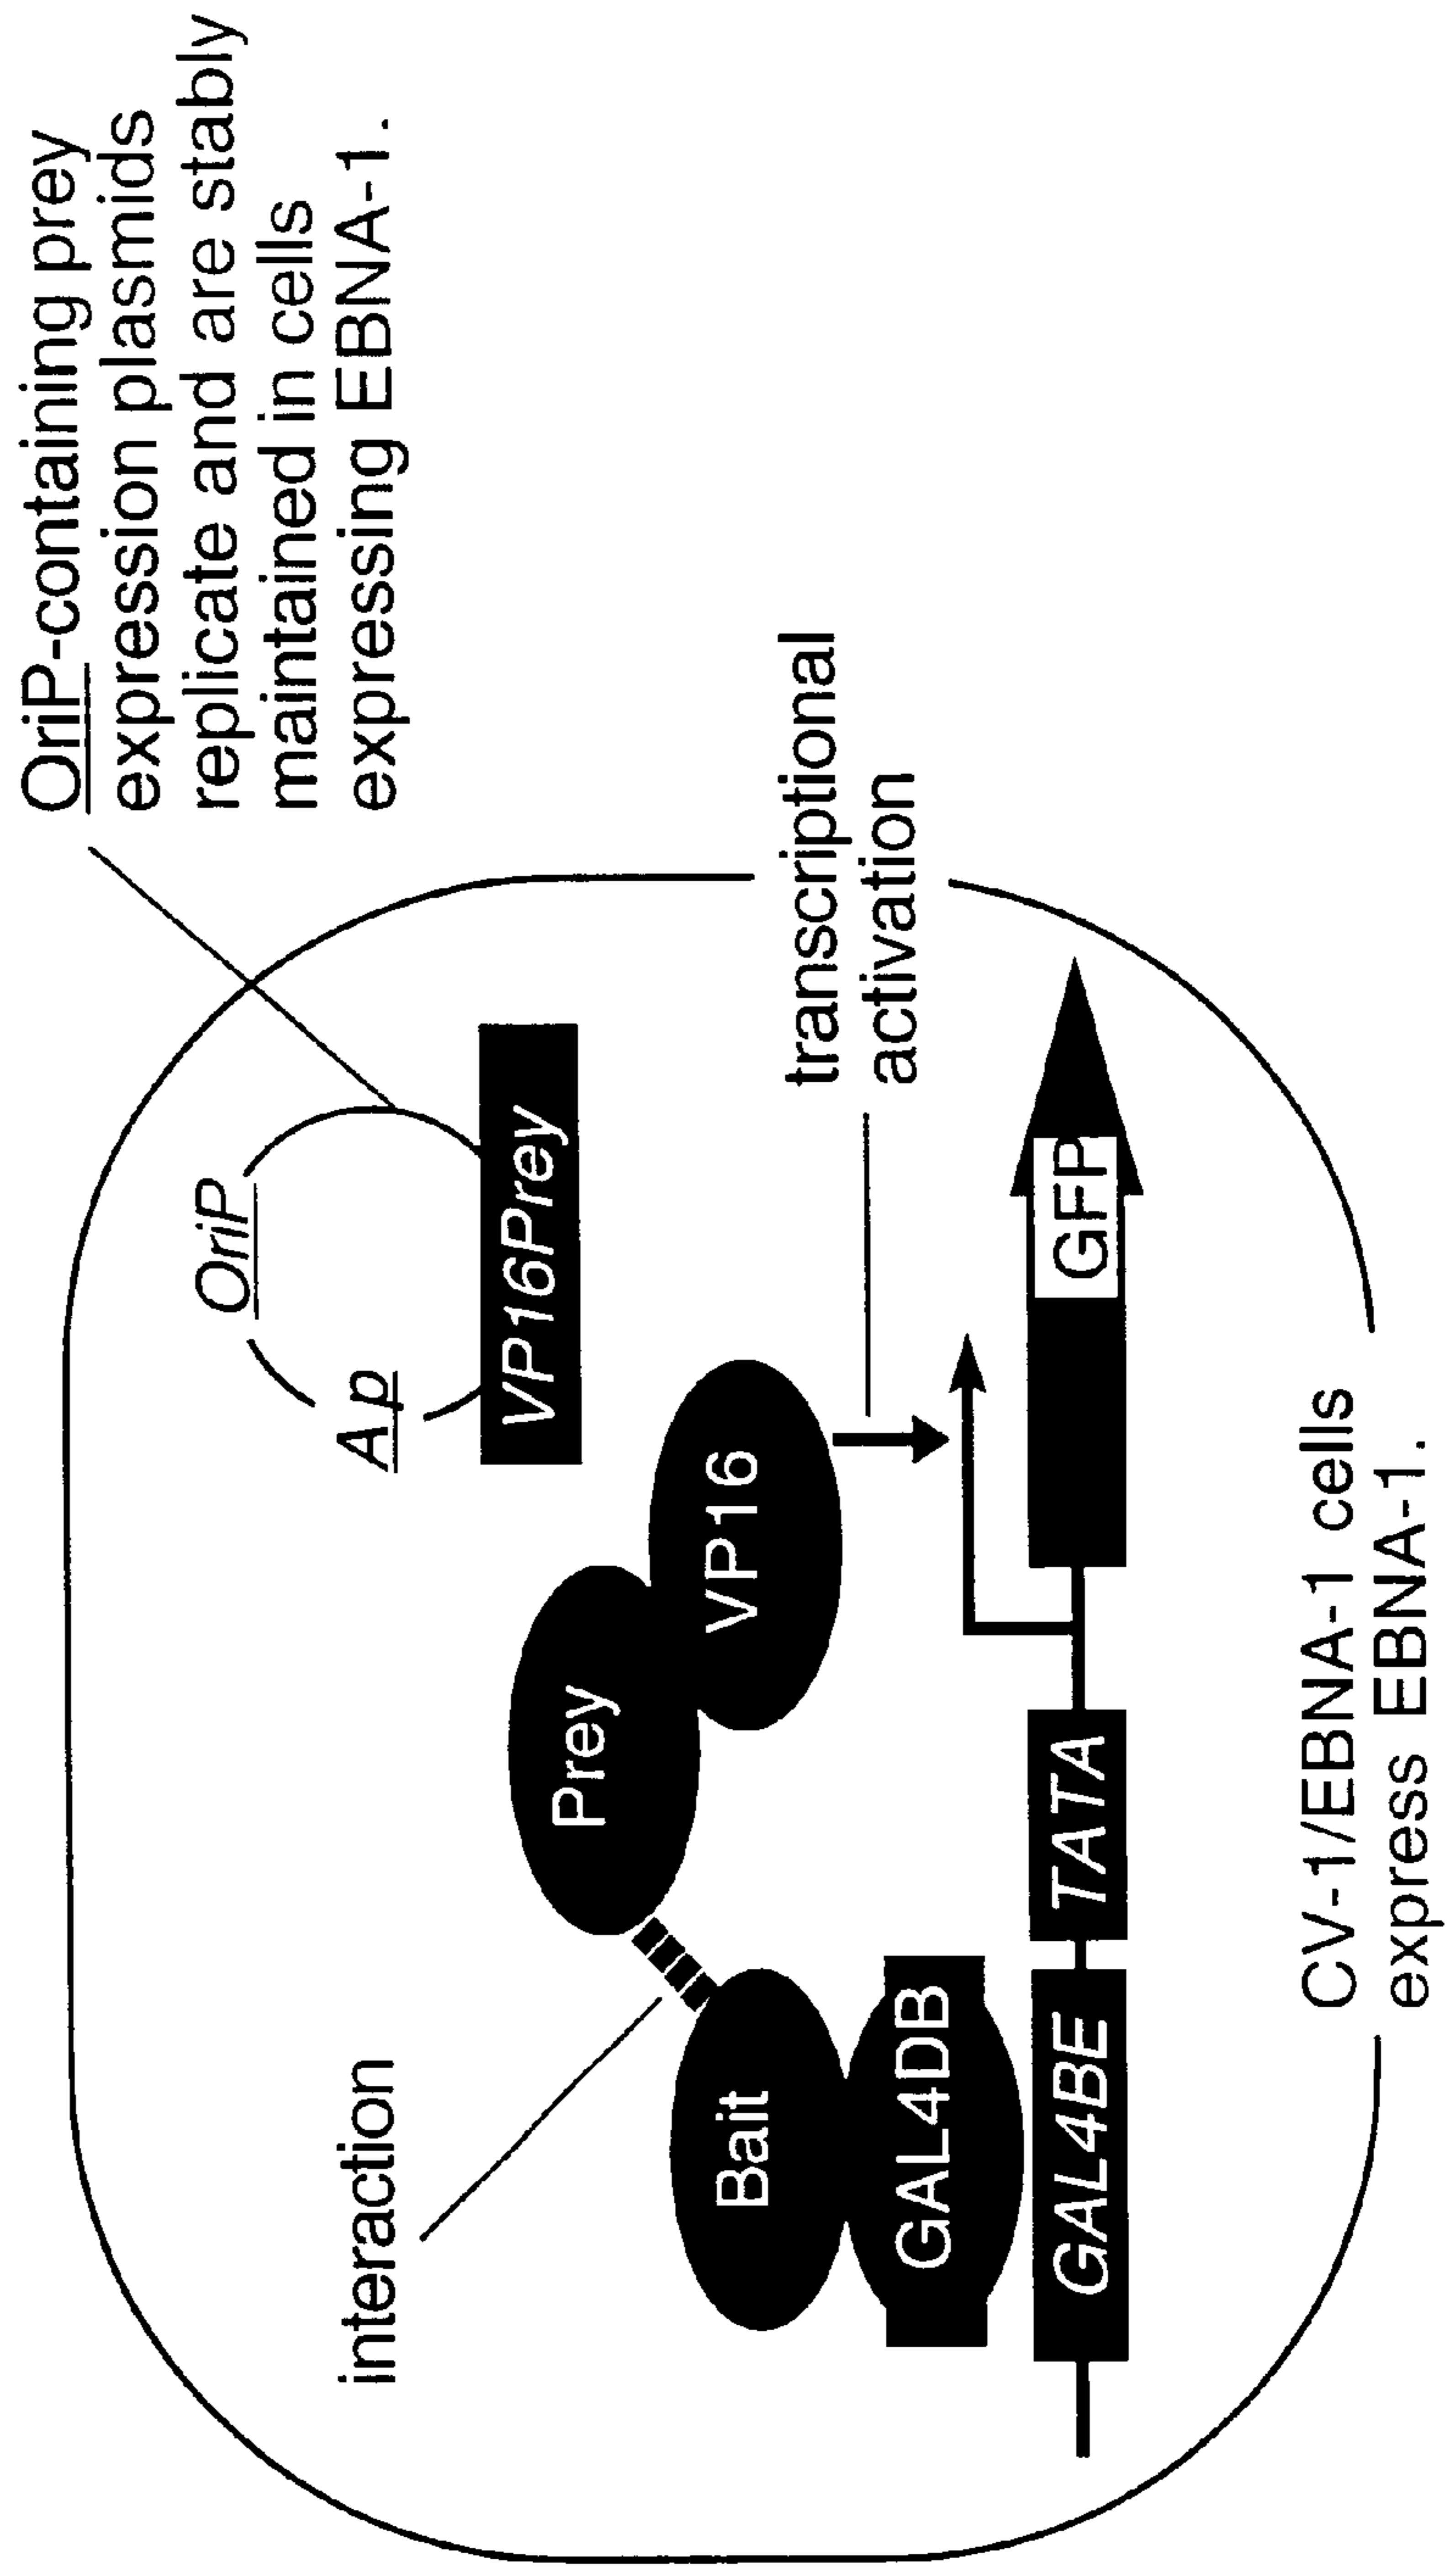 OriP-containing prey
expression plasmids
replicate and are stably
maintained in cells
expressing EBNA-1.
OriP
Ap
VP16Prey
interaction
Prey
VP16
Bait
GAL4DB
transcriptional
activation
GAL4BE
TATA
GFP
CV-1/EBNA-1 cells
express EBNA-1.